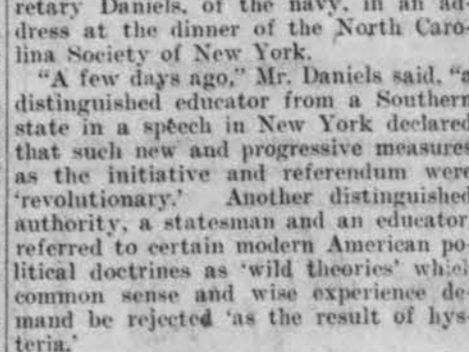 retary Daniels, of the navy, in an ad-
dress at the dinner of the North Caro-
lina Society of New York.
"A few days ago," Mr. Daniels said, "a
distinguished educator from a Southern
state in a speech in New York declared
that such new and progressive measures
as the initiative and referendum were
'revolutionary.' Another distinguished
authority, a statesman and an educator
referred to certain modern American po-
litical doctrines as 'wild theories' which
common sense and wise experience de-
mand be rejected 'as the result of hys-
teria.'